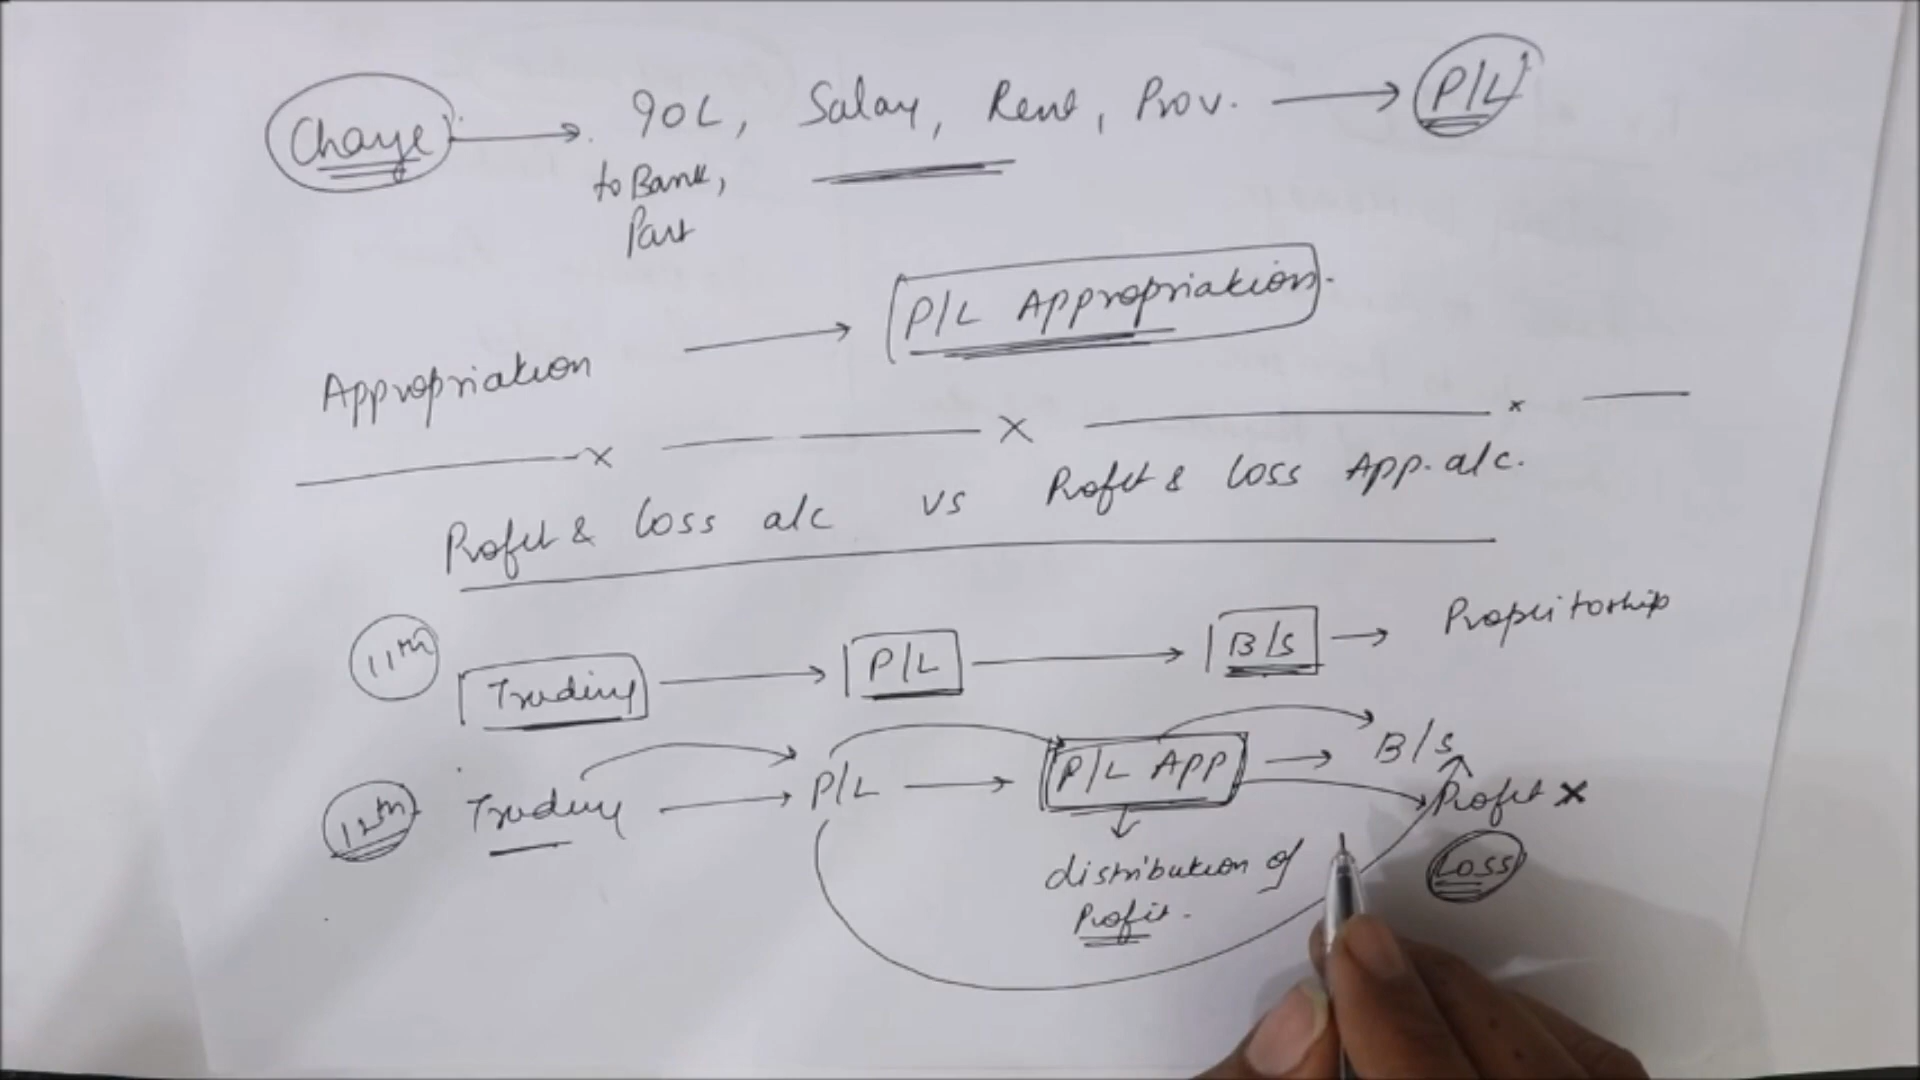 Charge → IOL, Salary, Rent, Prov. → P/L
to Bank,
Part
Appropriation → P/L Appropriation.
Profit & Loss a/c vs Profit & Loss App. a/c.
11th Trading → P/L → B/S → Propritorship
12th Trading → P/L → P/L APP → B/S
Profit ×
distribution of Loss
Profit.